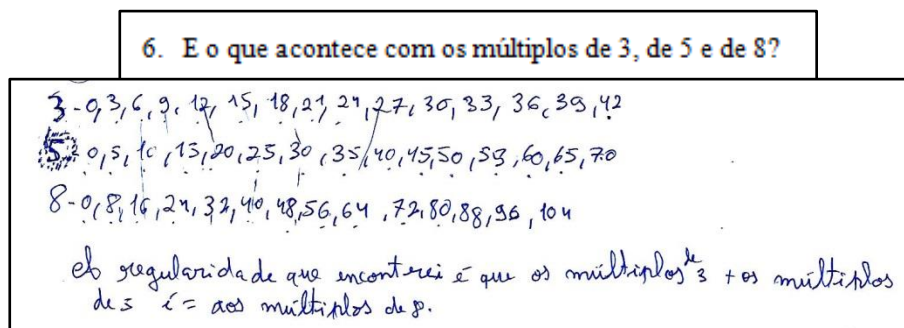 6. E o que acontece com os múltiplos de 3, de 5 e de 8?
3-0,3,6,9,12,15,18,21,24,27,30,33,36,39,42
5-0,5,10,15,20,25,30,35,40,45,50,55,60,65,70
8-0,8,16,24,32,40,48,56,64,72,80,88,96,104
A regularidade que encontrei é que os múltiplos de 3 + os múltiplos
de 5 é = aos múltiplos de 8.